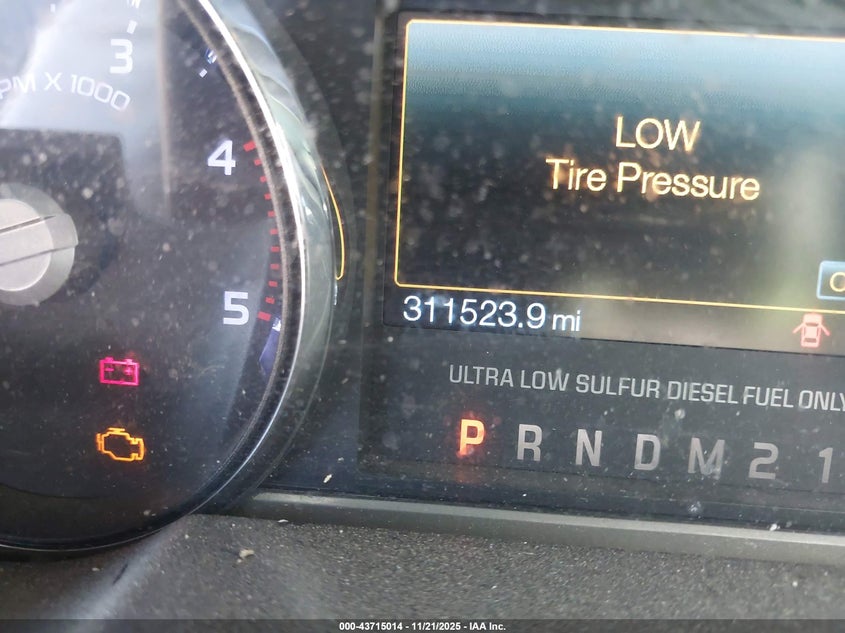 3
PM X 1000
4
5
LOW
Tire Pressure
311523.9 mi
ULTRA LOW SULFUR DIESEL FUEL ONLY
P R N D M 2 1
000-43715014 - 11/21/2025 - IAA Inc.